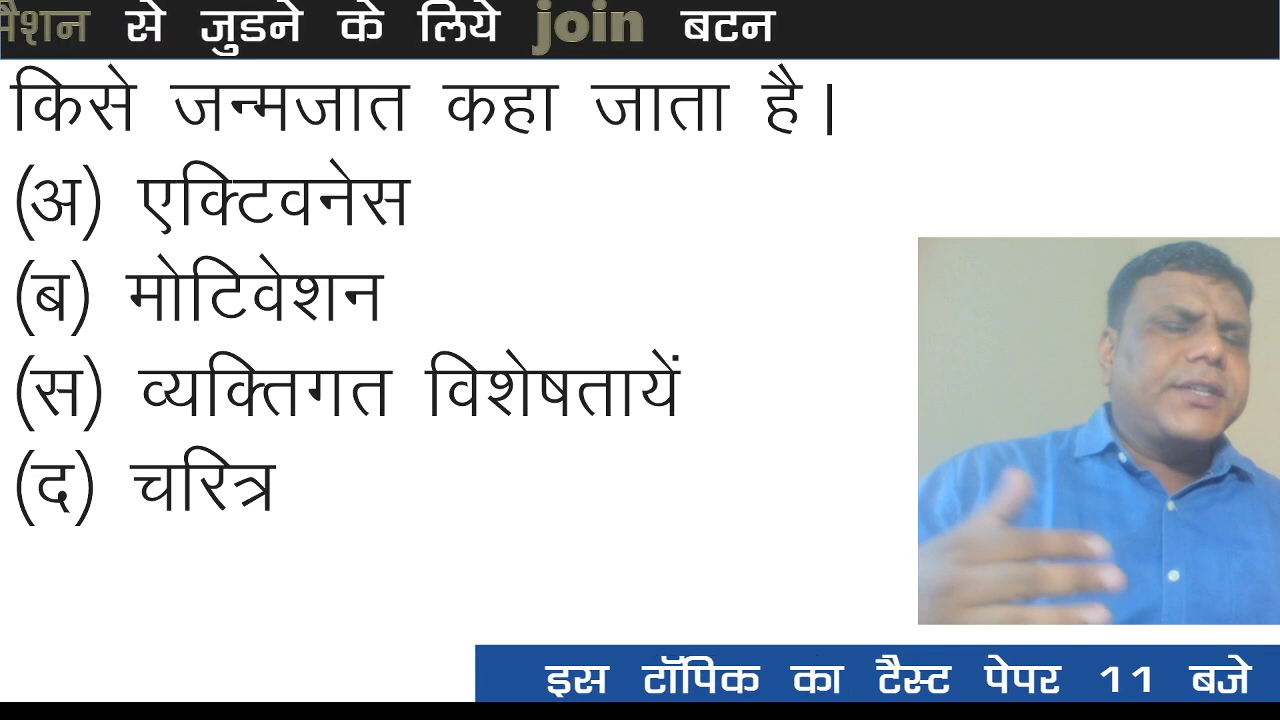 से जुडने के लिये join बटन
किसे जन्मजात कहा जाता है।
(अ) एक्टिवनेस
(ब) मोटिवेशन
(स) व्यक्तिगत विशेषतायें
(द) चरित्र
इस टॉपिक का टैस्ट पेपर 11 बजे